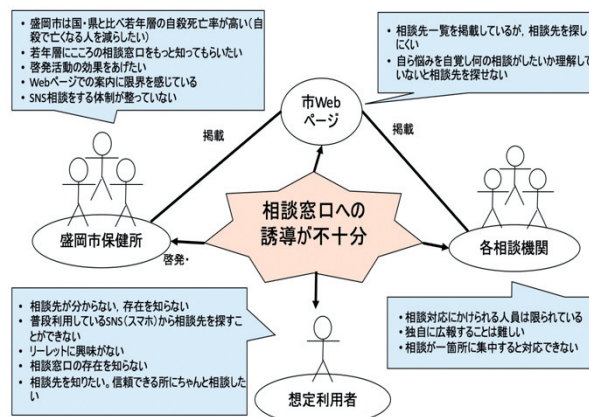 • 盛岡市は国・県と比べ若年層の自殺死亡率が高い(自
殺で亡くなる人を減らしたい)
• 若年層にこころの相談窓口をもっと知ってもらいたい
• 啓発活動の効果をあげたい
• Webページでの案内に限界を感じている
• SNS相談をする体制が整っていない
• 相談先一覧を掲載しているが,相談先を探し
にくい
• 自ら悩みを自覚し何の相談がしたいか理解して
いないと相談先を探せない
市Web
ページ
掲載
掲載
相談窓口への
誘導が不十分
盛岡市保健所
各相談機関
啓発・
• 相談先が分からない,存在を知らない
• 普段利用しているSNS(スマホ)から相談先を探すこ
とができない
• リーレットに興味がない
• 相談窓口の存在を知らない
• 相談先を知りたい。信頼できる所にちゃんと相談した
い
• 相談対応にかけられる人員は限られている
• 独自に広報することは難しい
• 相談が一箇所に集中すると対応できない
想定利用者